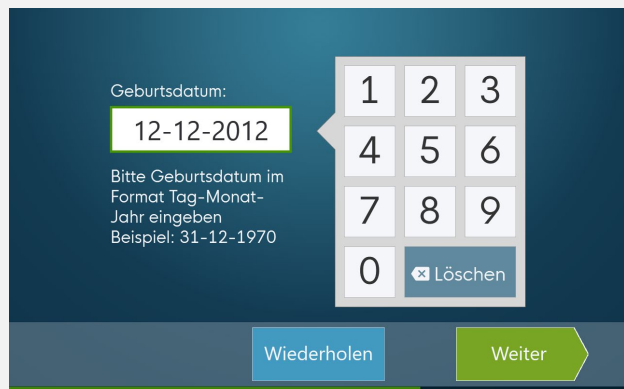 Geburtsdatum:
12-12-2012
Bitte Geburtsdatum im
Format Tag-Monat-
Jahr eingeben
Beispiel: 31-12-1970
1 2 3
4 5 6
7 8 9
0 Löschen
Wiederholen Weiter